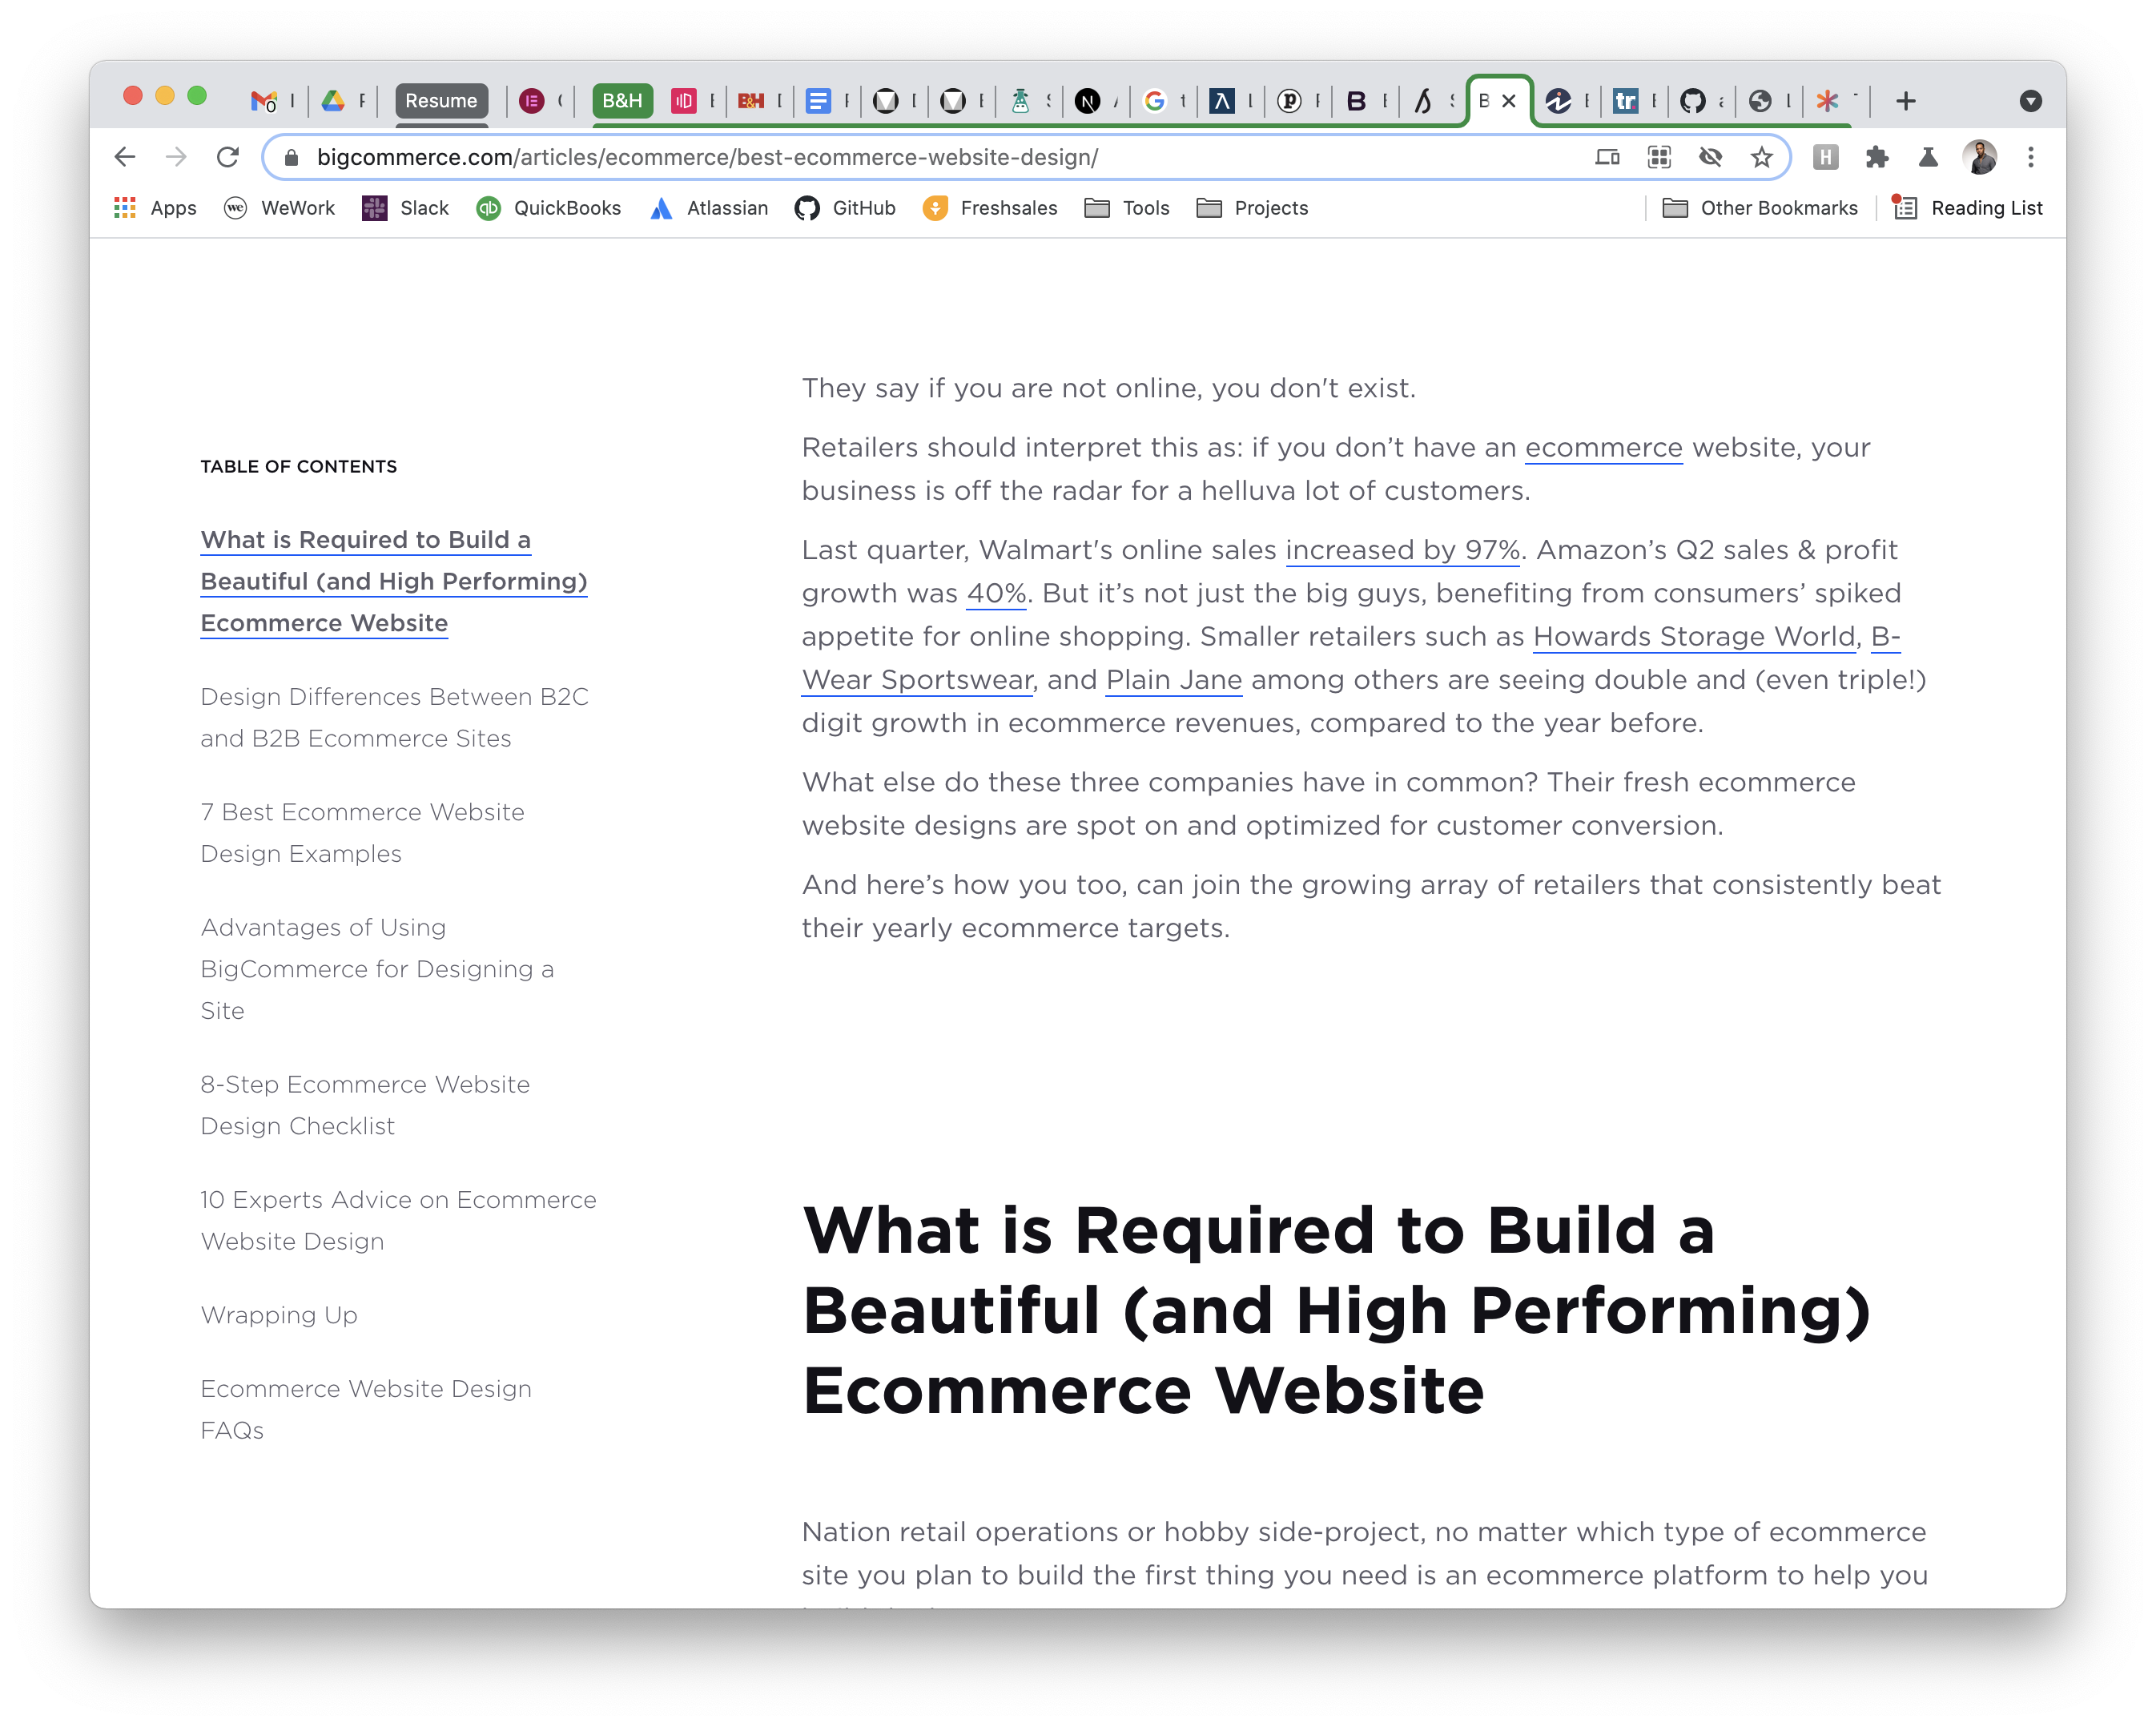 Resume
B&H
B
bigcommerce.com/articles/ecommerce/best-ecommerce-website-design/
Apps
WeWork
Slack
QuickBooks
Atlassian
GitHub
Freshsales
Tools
Projects
Other Bookmarks
Reading List
TABLE OF CONTENTS
What is Required to Build a
Beautiful (and High Performing)
Ecommerce Website
Design Differences Between B2C
and B2B Ecommerce Sites
7 Best Ecommerce Website
Design Examples
Advantages of Using
BigCommerce for Designing a
Site
8-Step Ecommerce Website
Design Checklist
10 Experts Advice on Ecommerce
Website Design
Wrapping Up
Ecommerce Website Design
FAQs
They say if you are not online, you don't exist.
Retailers should interpret this as: if you don’t have an ecommerce website, your
business is off the radar for a helluva lot of customers.
Last quarter, Walmart's online sales increased by 97%. Amazon’s Q2 sales & profit
growth was 40%. But it’s not just the big guys, benefiting from consumers’ spiked
appetite for online shopping. Smaller retailers such as Howards Storage World, B-
Wear Sportswear, and Plain Jane among others are seeing double and (even triple!)
digit growth in ecommerce revenues, compared to the year before.
What else do these three companies have in common? Their fresh ecommerce
website designs are spot on and optimized for customer conversion.
And here’s how you too, can join the growing array of retailers that consistently beat
their yearly ecommerce targets.
What is Required to Build a
Beautiful (and High Performing)
Ecommerce Website
Nation retail operations or hobby side-project, no matter which type of ecommerce
site you plan to build the first thing you need is an ecommerce platform to help you